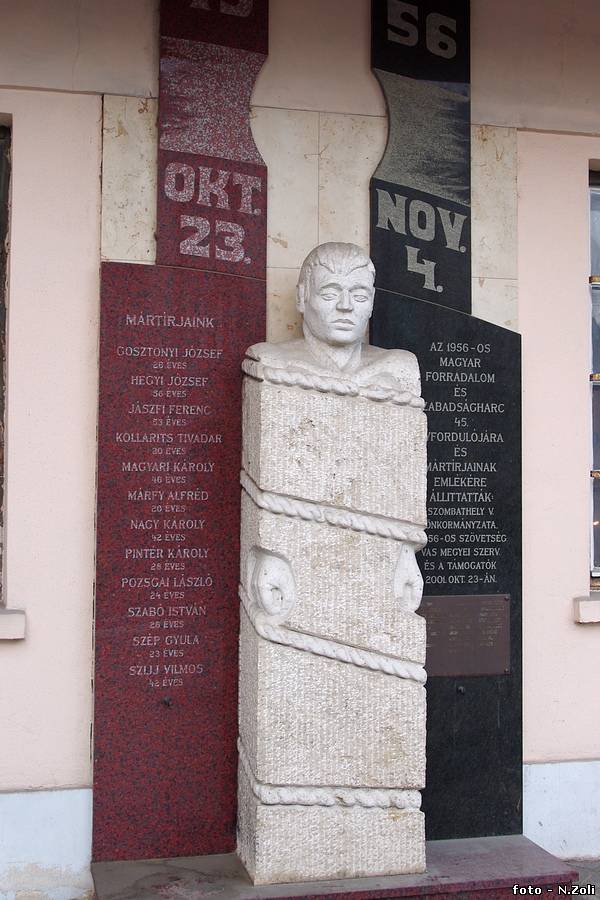 19
56
OKT.
23.
NOV.
4.
MÁRTÍRJAINK
GOSZTONYI JÓZSEF
26 ÉVES
HEGYI JÓZSEF
56 ÉVES
JÁSZFI FERENC
53 ÉVES
KOLLARITS TIVADAR
20 ÉVES
MAGYARI KÁROLY
46 ÉVES
MÁRFY ALFRÉD
20 ÉVES
NAGY KÁROLY
42 ÉVES
PINTÉR KÁROLY
28 ÉVES
POZSGAI LÁSZLÓ
24 ÉVES
SZABÓ ISTVÁN
26 ÉVES
SZÉP GYULA
23 ÉVES
SZIJJ VILMOS
42 ÉVES
AZ 1956-OS
MAGYAR
FORRADALOM
ÉS
ZABADSÁGHARC
45.
VFORDULÓJÁRA
ÉS
MÁRTÍRJAINAK
EMLÉKÉRE
ÁLLÍTTATTÁK:
SZOMBATHELY V.
ÖNKORMÁNYZATA,
956-OS SZÖVETSÉG
VAS MEGYEI SZERV.
ÉS A TÁMOGATÓK
2001. OKT. 23-ÁN.
foto - N.Zoli